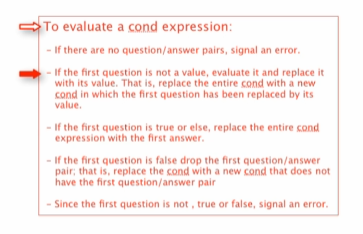 To evaluate a cond expression:
- If there are no question/answer pairs, signal an error.
- If the first question is not a value, evaluate it and replace it
with its value. That is, replace the entire cond with a new
cond in which the first question has been replaced by its
value.
- If the first question is true or else, replace the entire cond
expression with the first answer.
- If the first question is false drop the first question/answer
pair; that is, replace the cond with a new cond that does not
have the first question/answer pair
- Since the first question is not , true or false, signal an error.